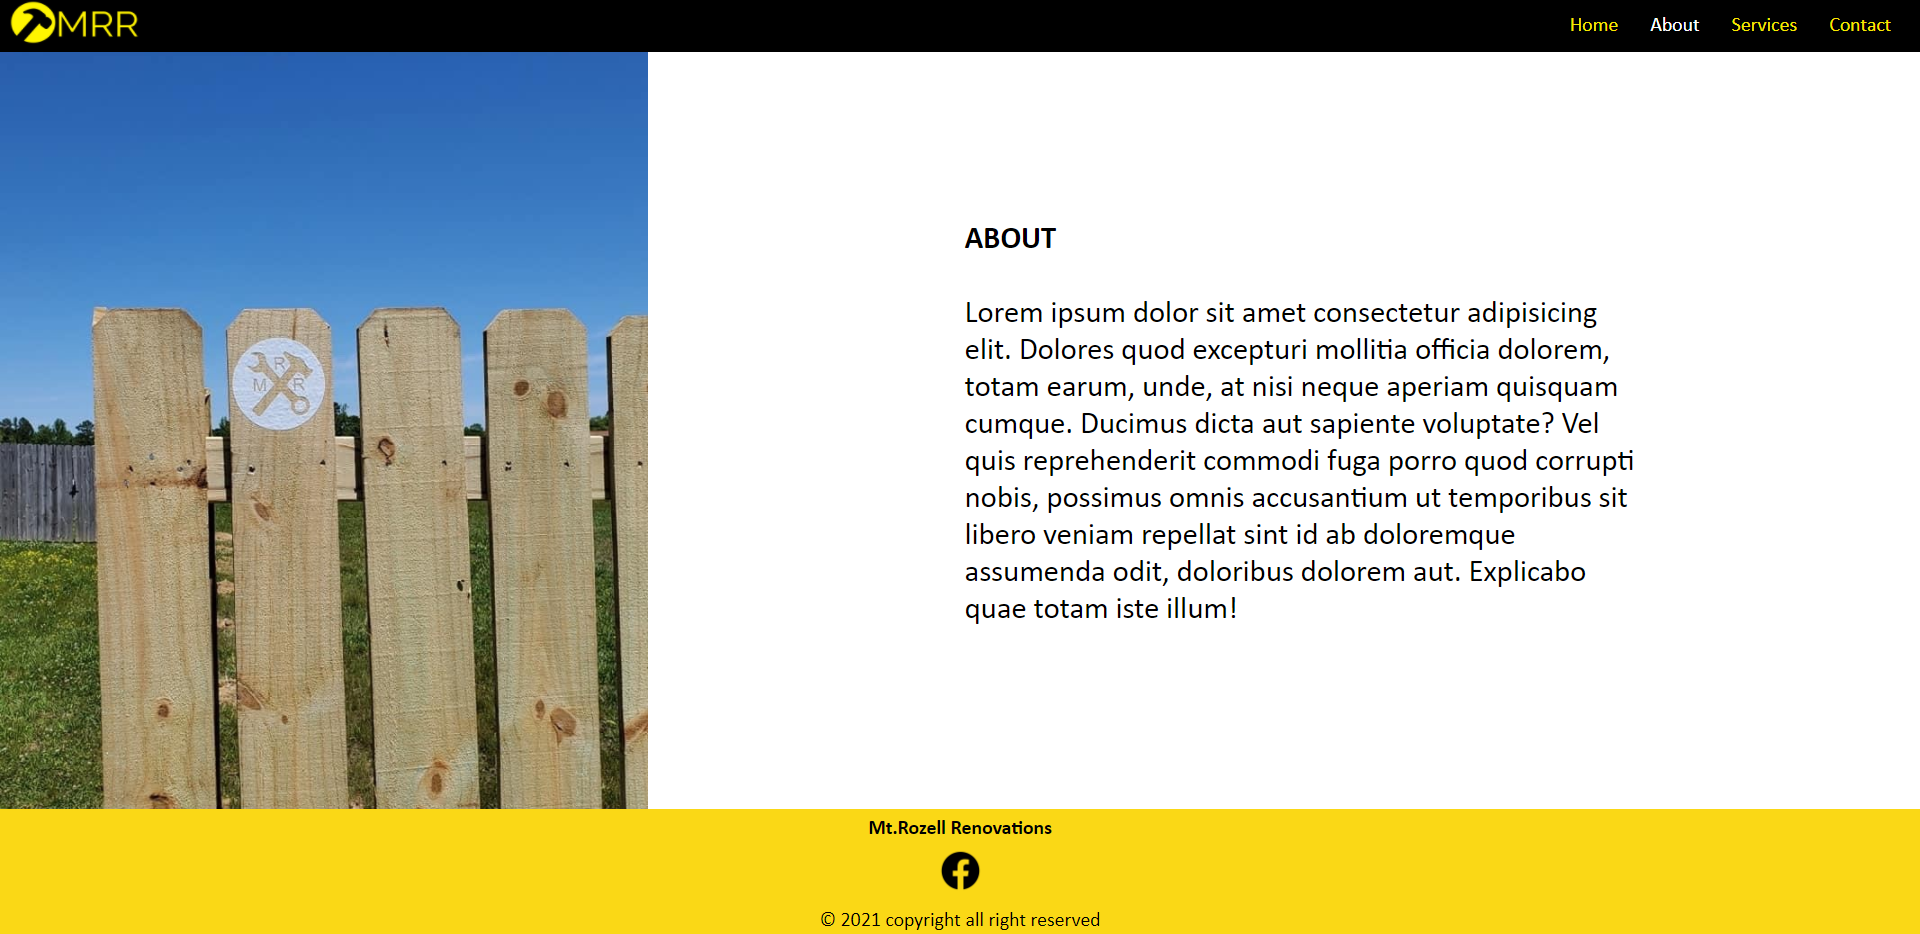 MRR
Home
About
Services
Contact
R
M R
ABOUT
Lorem ipsum dolor sit amet consectetur adipisicing
elit. Dolores quod excepturi mollitia officia dolorem,
totam earum, unde, at nisi neque aperiam quisquam
cumque. Ducimus dicta aut sapiente voluptate? Vel
quis reprehenderit commodi fuga porro quod corrupti
nobis, possimus omnis accusantium ut temporibus sit
libero veniam repellat sint id ab doloremque
assumenda odit, doloribus dolorem aut. Explicabo
quae totam iste illum!
Mt.Rozell Renovations
© 2021 copyright all right reserved